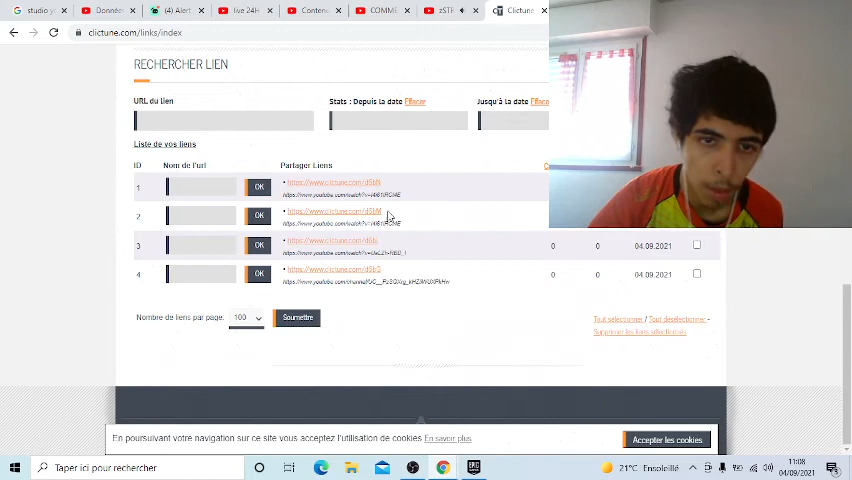 studio y
Données
(4) Alert
live 24H
Conten
COMME
zSTE
Clictune
clictune.com/links/index
RECHERCHER LIEN
URL du lien
Stats : Depuis la date Effacer
Jusqu'à la date Efface
Liste de vos liens
ID Nom de l'url Partager Liens
1 OK
2 OK
3 OK 0 0 04.09.2021
4 OK 0 0 04.09.2021
Nombre de liens par page: 100 Soumettre
Tout sélectionner / Tout désélectionner -
Supprimer les liens sélectionnés
En poursuivant votre navigation sur ce site vous acceptez l'utilisation de cookies En savoir plus
Accepter les cookies
Taper ici pour rechercher
EPIC
21°C Ensoleillé
11:08
04/09/2021